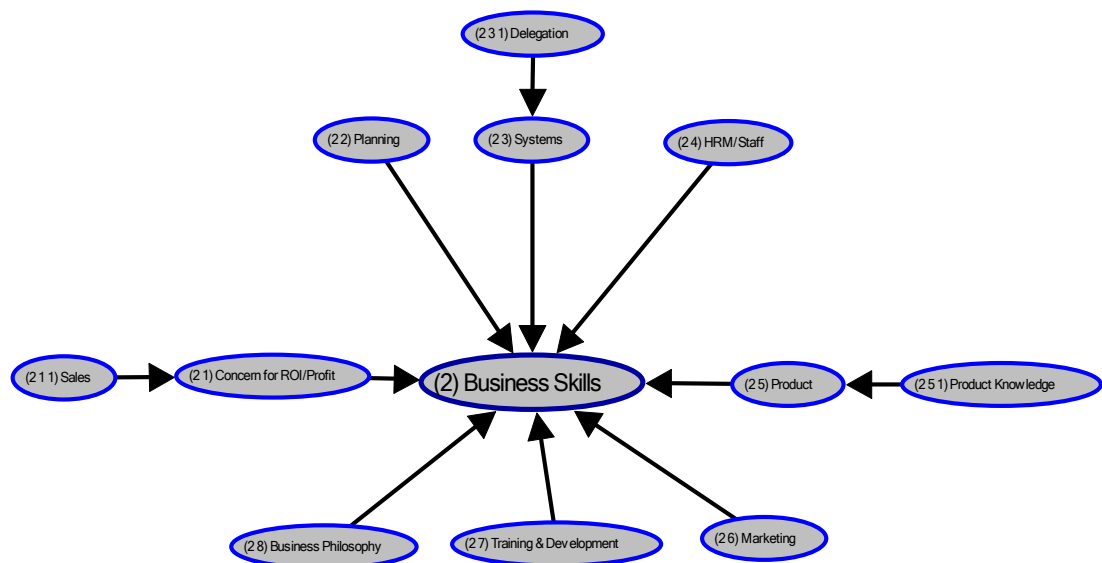 (2 3 1) Delegation
(2 2) Planning
(2 3) Systems
(2 4) HRM/Staff
(2 1 1) Sales
(2 1) Concern for ROI/Profit
(2) Business Skills
(2 5) Product
(2 5 1) Product Knowledge
(2 8) Business Philosophy
(2 7) Training & Development
(2 6) Marketing